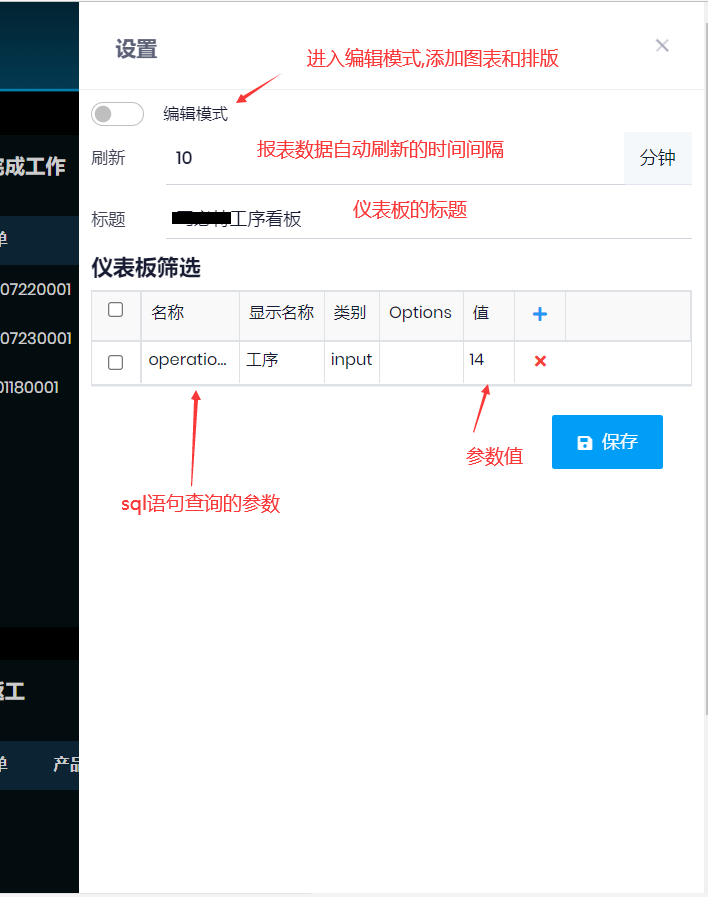 设置
进入编辑模式,添加图表和排版
编辑模式
刷新 10 报表数据自动刷新的时间间隔 分钟
标题 工序看板 仪表板的标题
仪表板筛选
名称 显示名称 类别 Options 值
operatio... 工序 input 14
保存
参数值
sql语句查询的参数
成工作
单
07220001
07230001
01180001
返工
单 产品